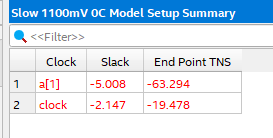 Slow 1100mV 0C Model Setup Summary
<<Filter>>
Clock Slack End Point TNS
1 a[1] -5.008 -63.294
2 clock -2.147 -19.478